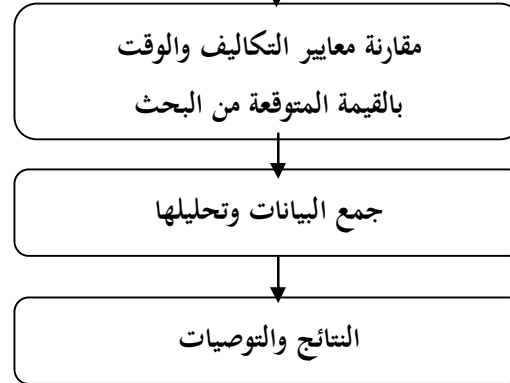 مقارنة معايير التكاليف والوقت
بالقيمة المتوقعة من البحث
جمع البيانات وتحليلها
النتائج والتوصيات